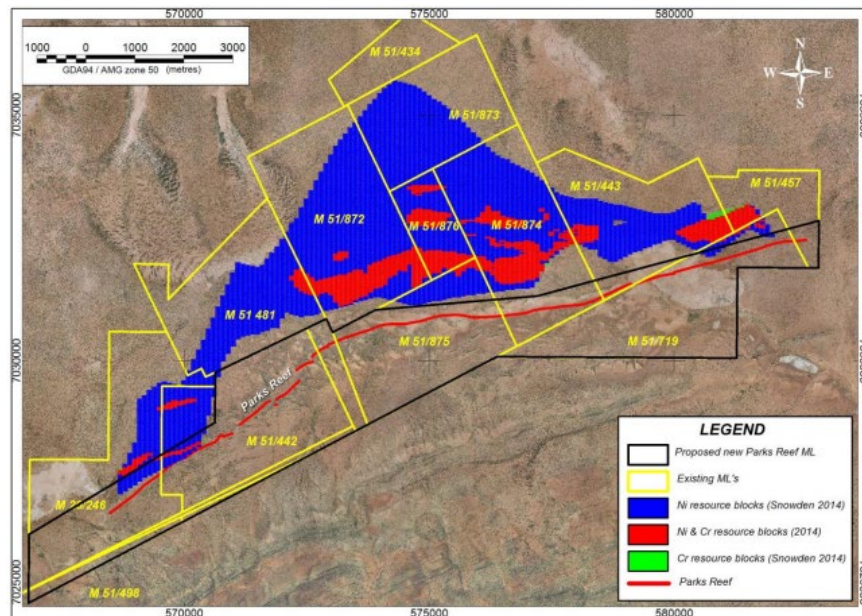 570000
575000
580000
1000 0 1000 2000 3000
GDA94 / AMG zone 50 (metres)
N
W E
S
M 51/434
7035000
M 51/873
M 51/443
M 51/457
M 51/872
M 51/876
M 51/874
M 51 481
M 51/875
M 51/719
7030000
Parks Reef
M 51/442
LEGEND
Proposed new Parks Reef ML
Existing ML's
Ni resource blocks (Snowden 2014)
Ni & Cr resource blocks (2014)
Cr resource blocks (Snowden 2014)
Parks Reef
7025000
M 51/498
570000
575000
580000